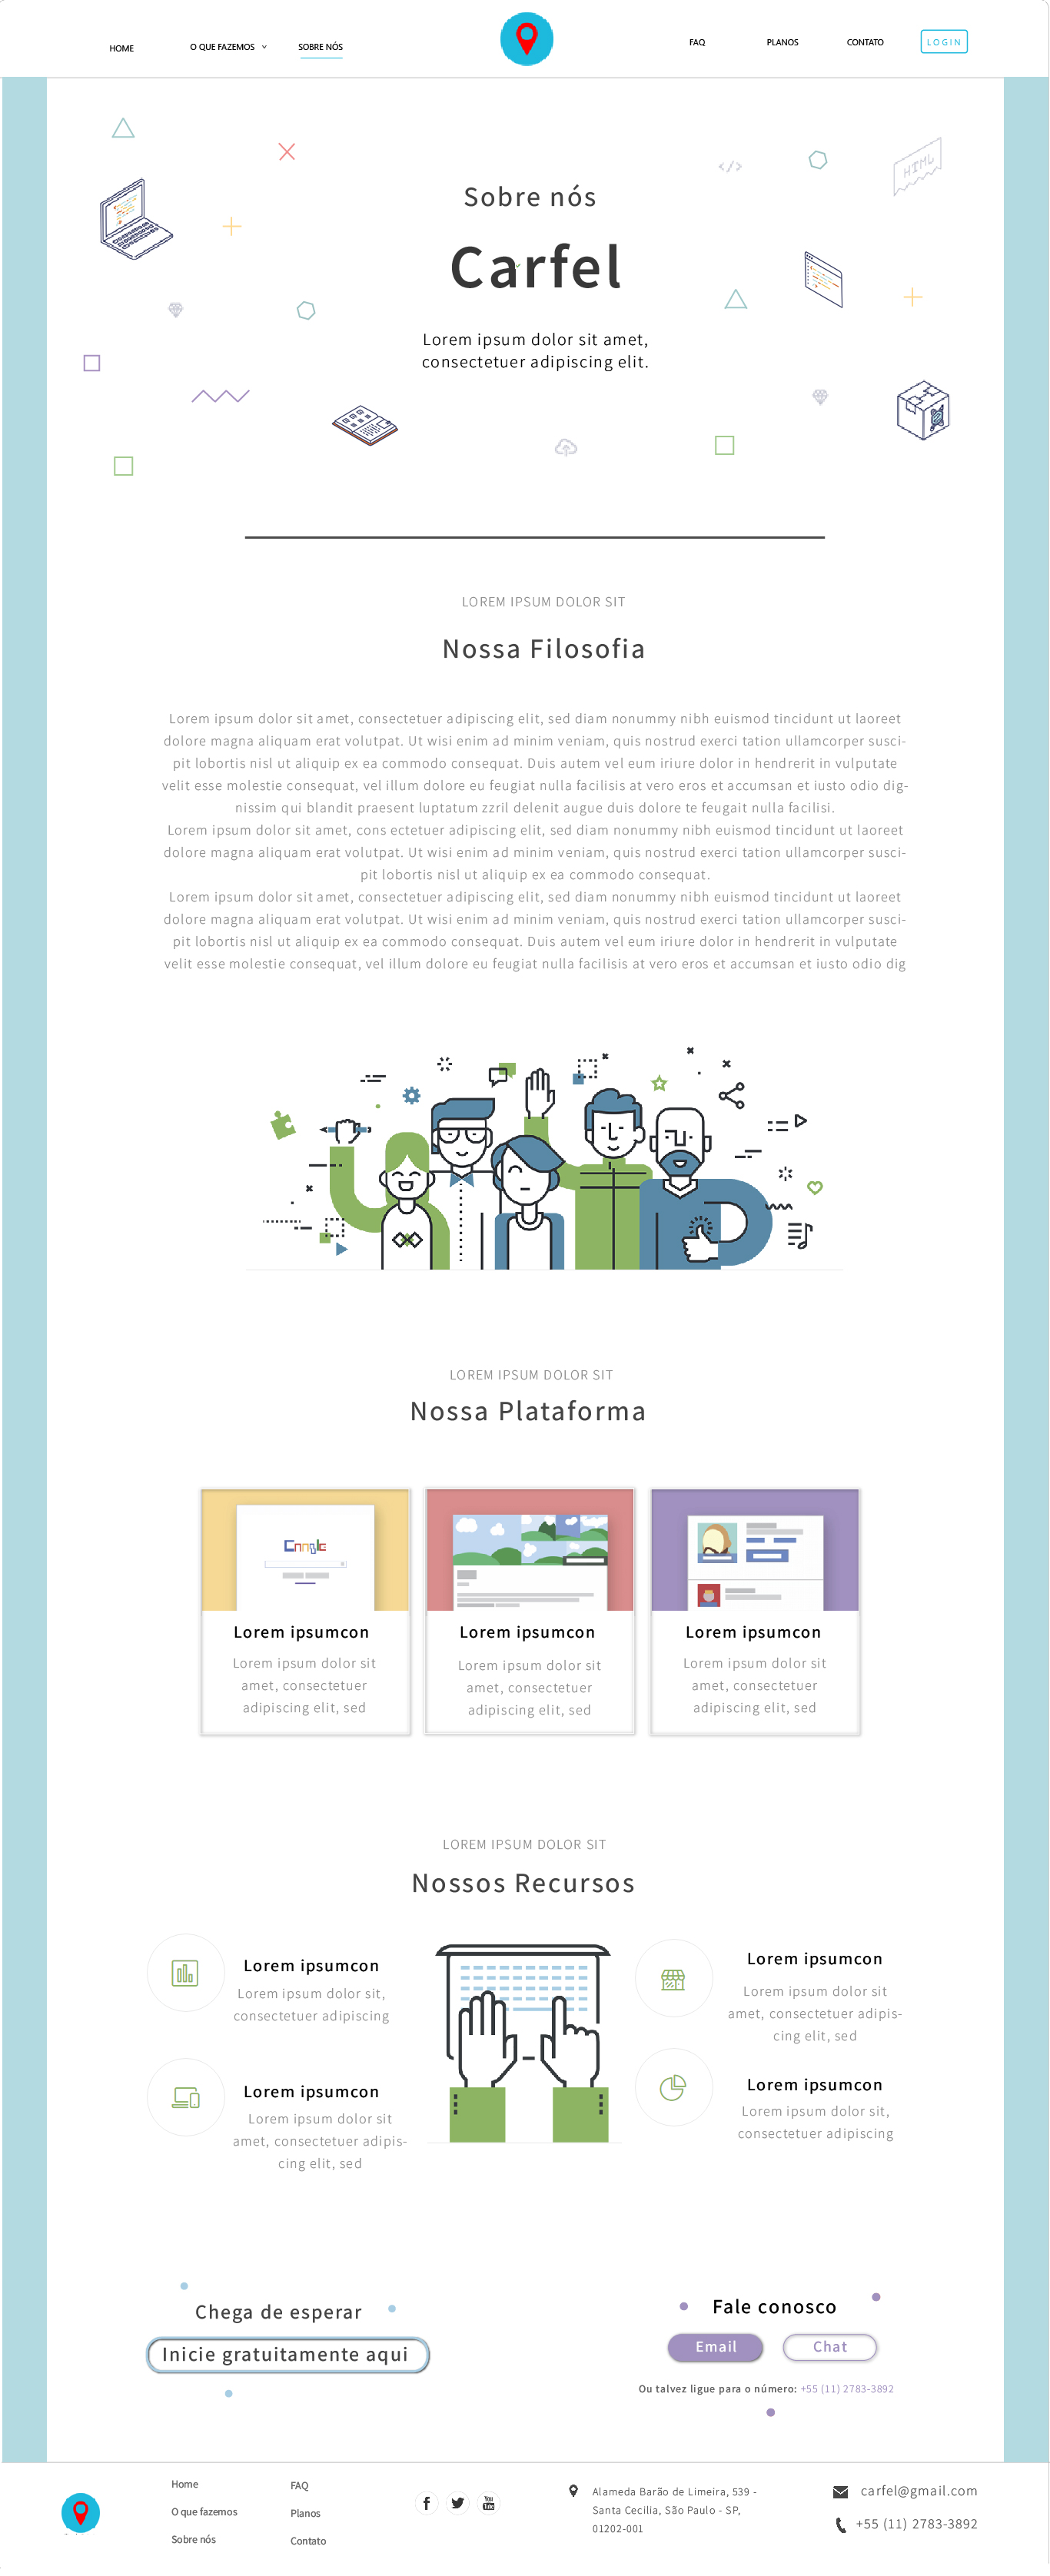 HOME
O QUE FAZEMOS
SOBRE NÓS
FAQ
PLANOS
CONTATO
LOGIN
</>
HTML
Sobre nós
Carfel
Lorem ipsum dolor sit amet,
consectetuer adipiscing elit.
LOREM IPSUM DOLOR SIT
Nossa Filosofia
Lorem ipsum dolor sit amet, consectetuer adipiscing elit, sed diam nonummy nibh euismod tincidunt ut laoreet
dolore magna aliquam erat volutpat. Ut wisi enim ad minim veniam, quis nostrud exerci tation ullamcorper susci-
pit lobortis nisl ut aliquip ex ea commodo consequat. Duis autem vel eum iriure dolor in hendrerit in vulputate
velit esse molestie consequat, vel illum dolore eu feugiat nulla facilisis at vero eros et accumsan et iusto odio dig-
nissim qui blandit praesent luptatum zzril delenit augue duis dolore te feugait nulla facilisi.
Lorem ipsum dolor sit amet, cons ectetuer adipiscing elit, sed diam nonummy nibh euismod tincidunt ut laoreet
dolore magna aliquam erat volutpat. Ut wisi enim ad minim veniam, quis nostrud exerci tation ullamcorper susci-
pit lobortis nisl ut aliquip ex ea commodo consequat.
Lorem ipsum dolor sit amet, consectetuer adipiscing elit, sed diam nonummy nibh euismod tincidunt ut laoreet
dolore magna aliquam erat volutpat. Ut wisi enim ad minim veniam, quis nostrud exerci tation ullamcorper susci-
pit lobortis nisl ut aliquip ex ea commodo consequat. Duis autem vel eum iriure dolor in hendrerit in vulputate
velit esse molestie consequat, vel illum dolore eu feugiat nulla facilisis at vero eros et accumsan et iusto odio dig
LOREM IPSUM DOLOR SIT
Nossa Plataforma
Lorem ipsumcon
Lorem ipsum dolor sit
amet, consectetuer
adipiscing elit, sed
Lorem ipsumcon
Lorem ipsum dolor sit
amet, consectetuer
adipiscing elit, sed
Lorem ipsumcon
Lorem ipsum dolor sit
amet, consectetuer
adipiscing elit, sed
LOREM IPSUM DOLOR SIT
Nossos Recursos
Lorem ipsumcon
Lorem ipsum dolor sit,
consectetuer adipiscing
Lorem ipsumcon
Lorem ipsum dolor sit
amet, consectetuer adipis-
cing elit, sed
Lorem ipsumcon
Lorem ipsum dolor sit
amet, consectetuer adipis-
cing elit, sed
Lorem ipsumcon
Lorem ipsum dolor sit,
consectetuer adipiscing
Chega de esperar
Inicie gratuitamente aqui
Fale conosco
Email
Chat
Ou talvez ligue para o número: +55 (11) 2783-3892
Home
O que fazemos
Sobre nós
FAQ
Planos
Contato
You
Tube
Alameda Barão de Limeira, 539 -
Santa Cecília, São Paulo - SP,
01202-001
carfel@gmail.com
+55 (11) 2783-3892